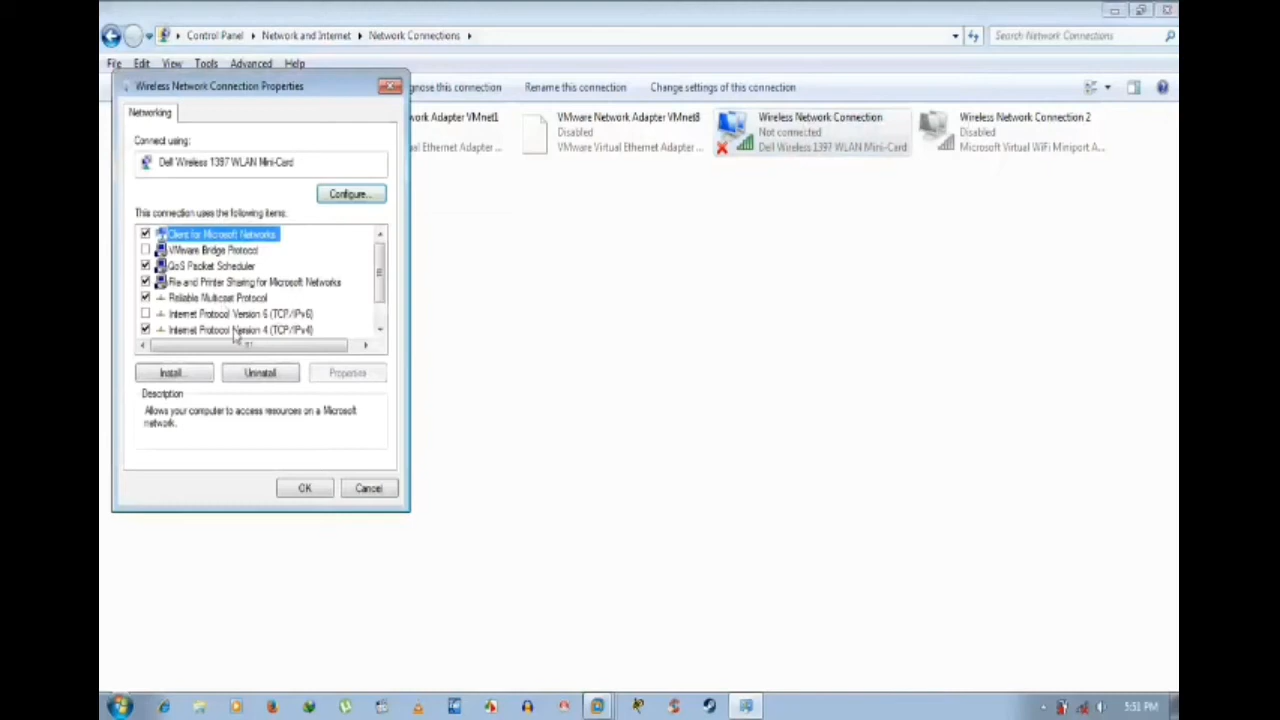 Control Panel Network and Internet Network Connections
Search Network Connections
File Edit View Tools Advanced Help
Wireless Network Connection Properties
gnose this connection Rename this connection Change settings of this connection
Networking
ork Adapter VMnet1
cal Ethernet Adapter ...
VMware Network Adapter VMnet8
Disabled
VMware Virtual Ethernet Adapter ...
Wireless Network Connection
Not connected
Dell Wireless 1397 WLAN Mini-Card
Wireless Network Connection 2
Disabled
Microsoft Virtual WiFi Miniport A...
Connect using:
Dell Wireless 1397 WLAN Mini-Card
Configure...
This connection uses the following items:
Client for Microsoft Networks
VMware Bridge Protocol
QoS Packet Scheduler
File and Printer Sharing for Microsoft Networks
Reliable Multicast Protocol
Internet Protocol Version 6 (TCP/IPv6)
Internet Protocol Version 4 (TCP/IPv4)
Install... Uninstall Properties
Description
Allows your computer to access resources on a Microsoft
network.
OK Cancel
5:51 PM